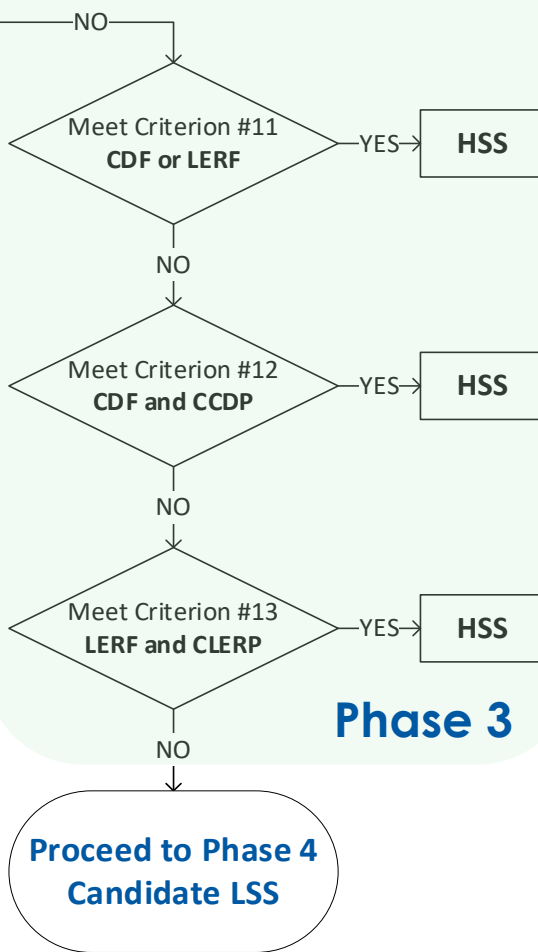 NO
Meet Criterion #11
CDF or LERF
YES
HSS
NO
Meet Criterion #12
CDF and CCDP
YES
HSS
NO
Meet Criterion #13
LERF and CLERP
YES
HSS
Phase 3
NO
Proceed to Phase 4
Candidate LSS